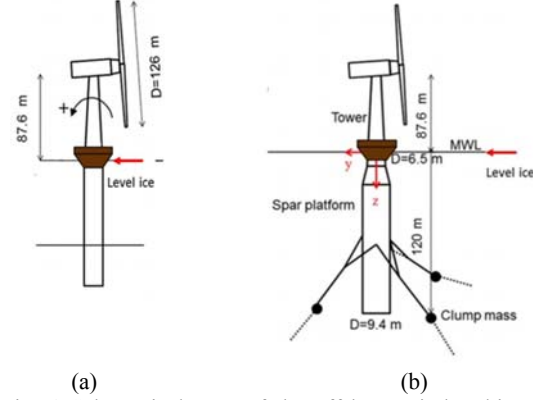 D=126 m
87.6 m
+
Level ice
(a)
87.6 m
Tower
MWL
D=6.5 m
y
Level ice
z
Spar platform
120 m
Clump mass
D=9.4 m
(b)